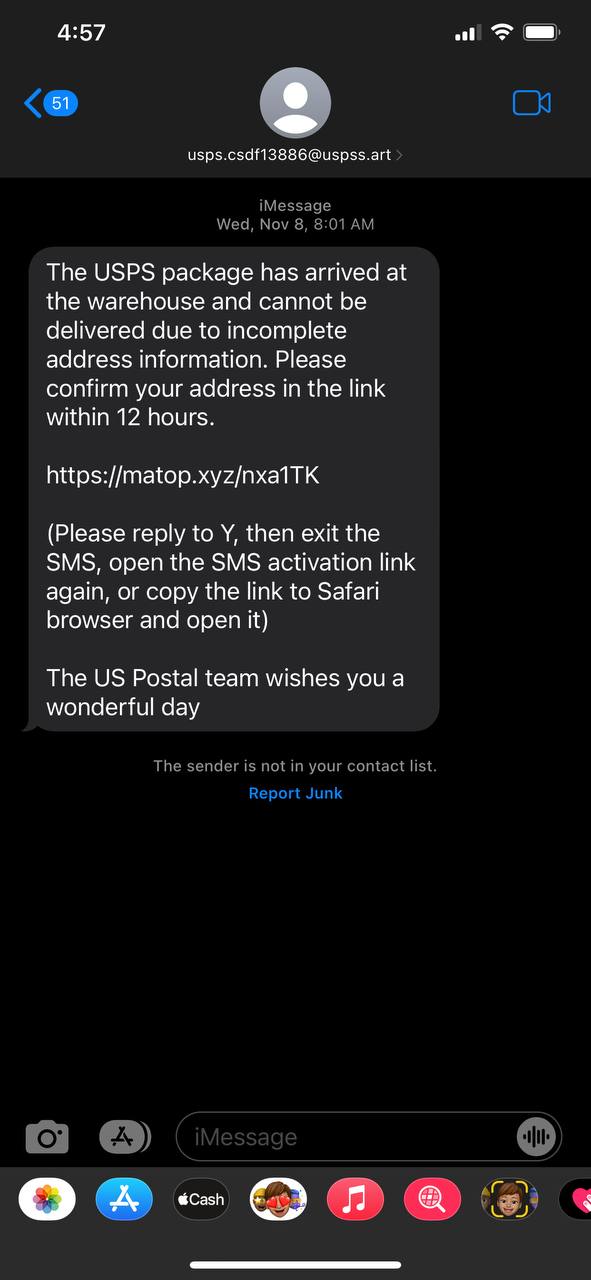 4:57
51
usps.csdf13886@uspss.art
iMessage
Wed, Nov 8, 8:01 AM
The USPS package has arrived at
the warehouse and cannot be
delivered due to incomplete
address information. Please
confirm your address in the link
within 12 hours.
https://matop.xyz/nxa1TK
(Please reply to Y, then exit the
SMS, open the SMS activation link
again, or copy the link to Safari
browser and open it)
The US Postal team wishes you a
wonderful day
The sender is not in your contact list.
Report Junk
iMessage
Cash